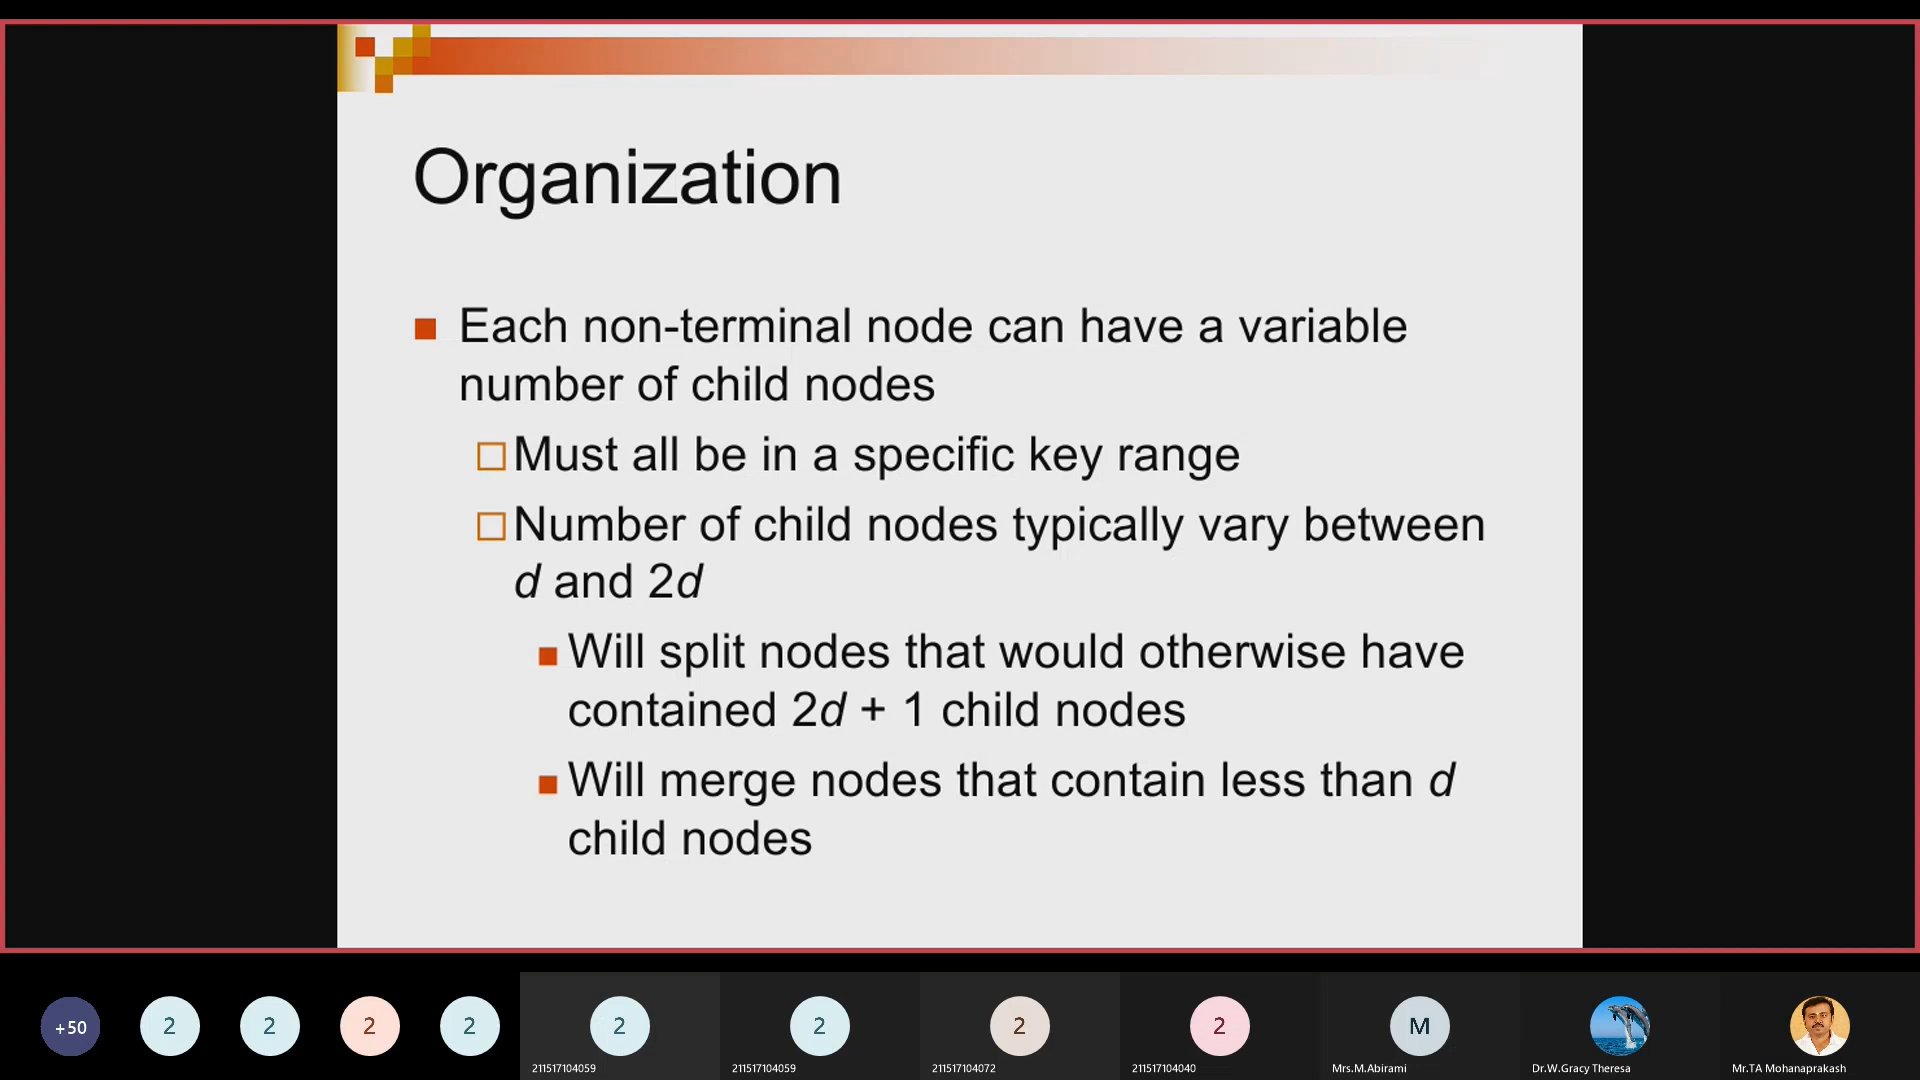 Organization
Each non-terminal node can have a variable
number of child nodes
Must all be in a specific key range
Number of child nodes typically vary between
d and 2d
Will split nodes that would otherwise have
contained 2d + 1 child nodes
Will merge nodes that contain less than d
child nodes
+50
2
2
2
2
2
2
2
2
M
211517104059
211517104059
211517104072
211517104040
Mrs.M.Abirami
Dr.W.Gracy Theresa
Mr.TA Mohanaprakash